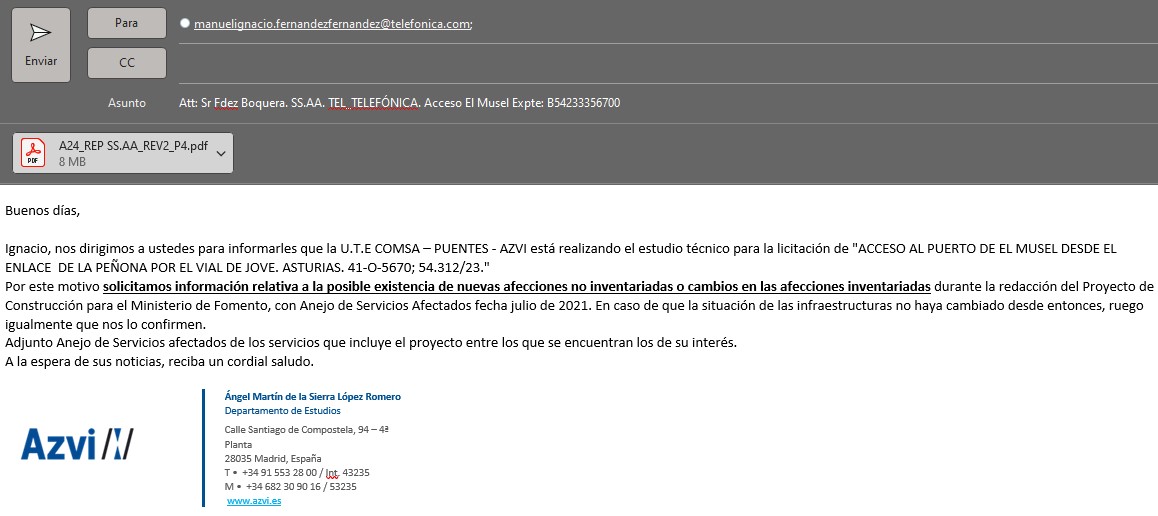 Enviar
Para
manuelignacio.fernandezfernandez@telefonica.com;
CC
Asunto
Att: Sr Fdez Boquera. SS.AA. TEL_TELEFÓNICA. Acceso El Musel Expte: B54233356700
A24_REP SS.AA_REV2_P4.pdf
8 MB
PDF
Buenos días,
Ignacio, nos dirigimos a ustedes para informarles que la U.T.E COMSA – PUENTES - AZVI está realizando el estudio técnico para la licitación de "ACCESO AL PUERTO DE EL MUSEL DESDE EL
ENLACE  DE LA PEÑONA POR EL VIAL DE JOVE. ASTURIAS. 41-O-5670; 54.312/23."
Por este motivo solicitamos información relativa a la posible existencia de nuevas afecciones no inventariadas o cambios en las afecciones inventariadas durante la redacción del Proyecto de
Construcción para el Ministerio de Fomento, con Anejo de Servicios Afectados fecha julio de 2021. En caso de que la situación de las infraestructuras no haya cambiado desde entonces, ruego
igualmente que nos lo confirmen.
Adjunto Anejo de Servicios afectados de los servicios que incluye el proyecto entre los que se encuentran los de su interés.
A la espera de sus noticias, reciba un cordial saludo.
Azvi
Ángel Martín de la Sierra López Romero
Departamento de Estudios
Calle Santiago de Compostela, 94 – 4ª
Planta
28035 Madrid, España
T • +34 91 553 28 00 / Int. 43235
M • +34 682 30 90 16 / 53235
www.azvi.es